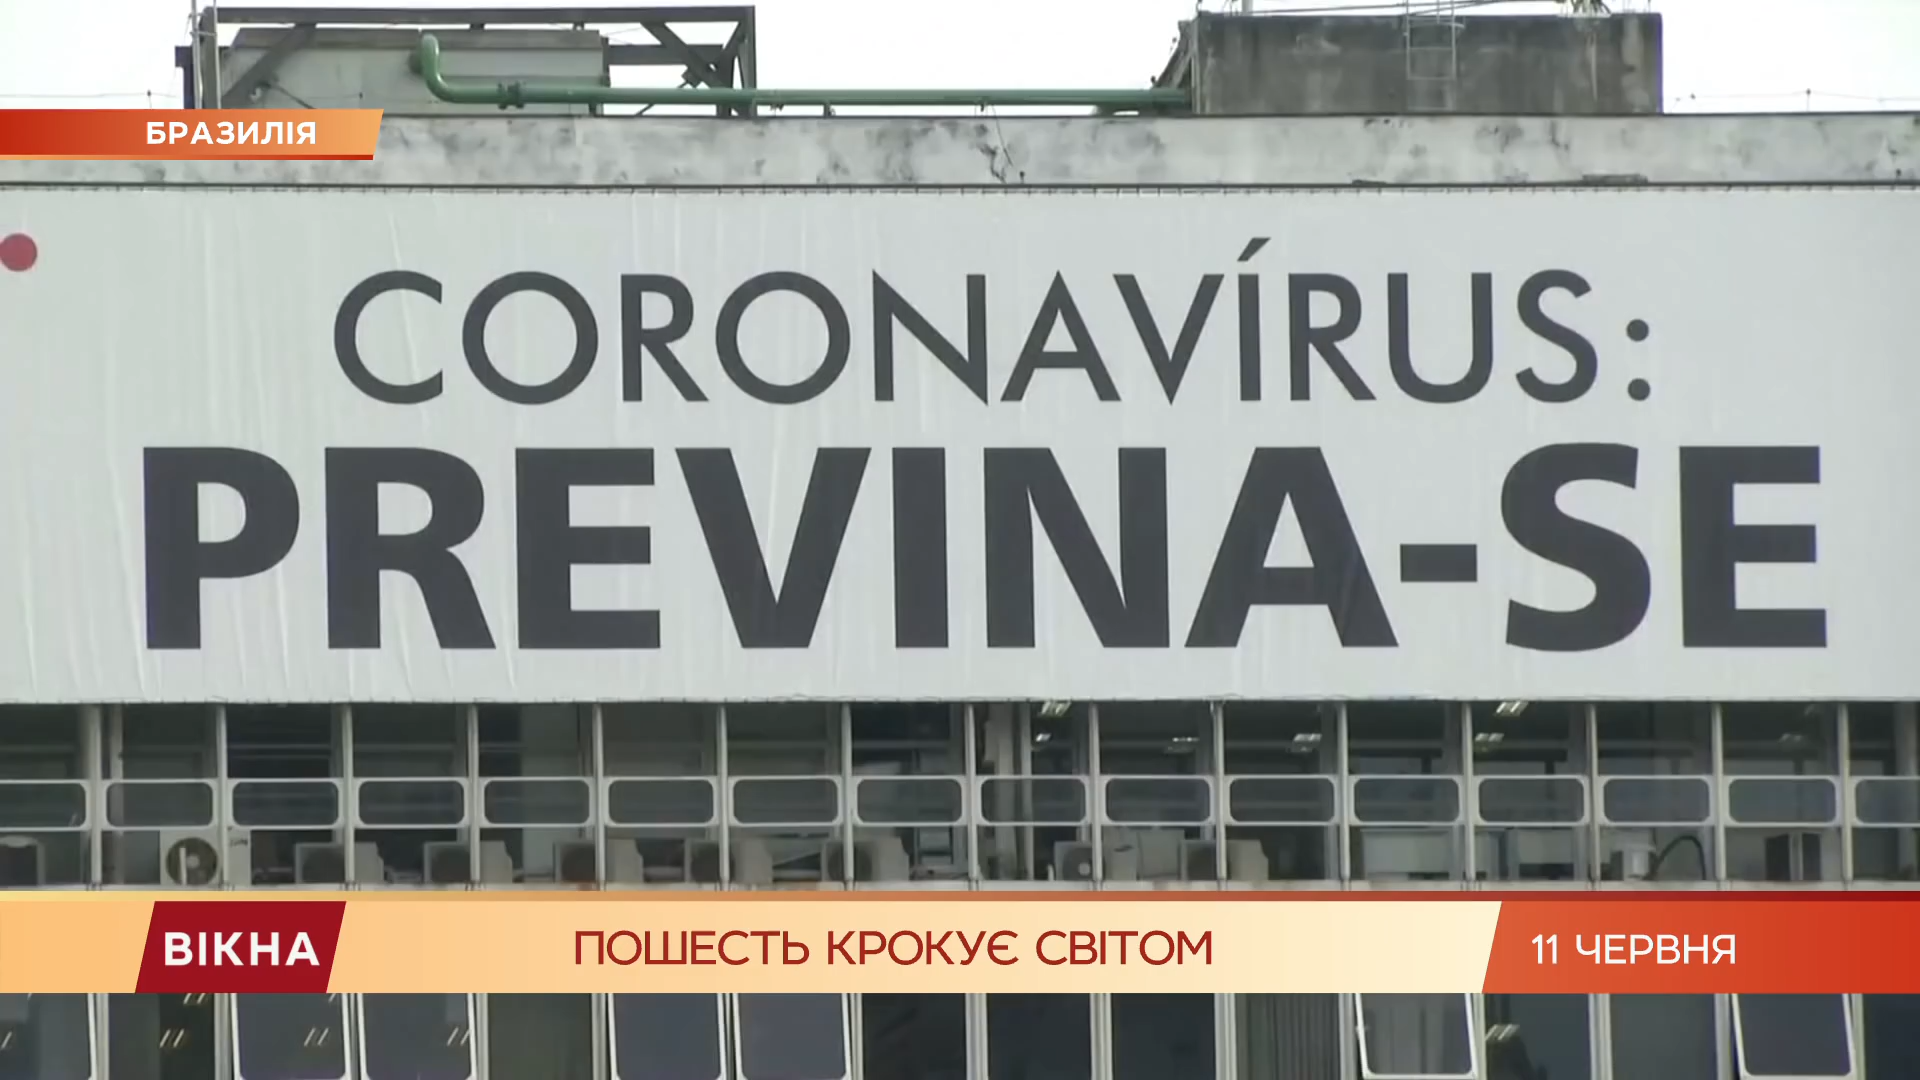 БРАЗИЛІЯ
CORONAVÍRUS:
PREVINA-SE
ВІКНА
ПОШЕСТЬ КРОКУЄ СВІТОМ
11 ЧЕРВНЯ